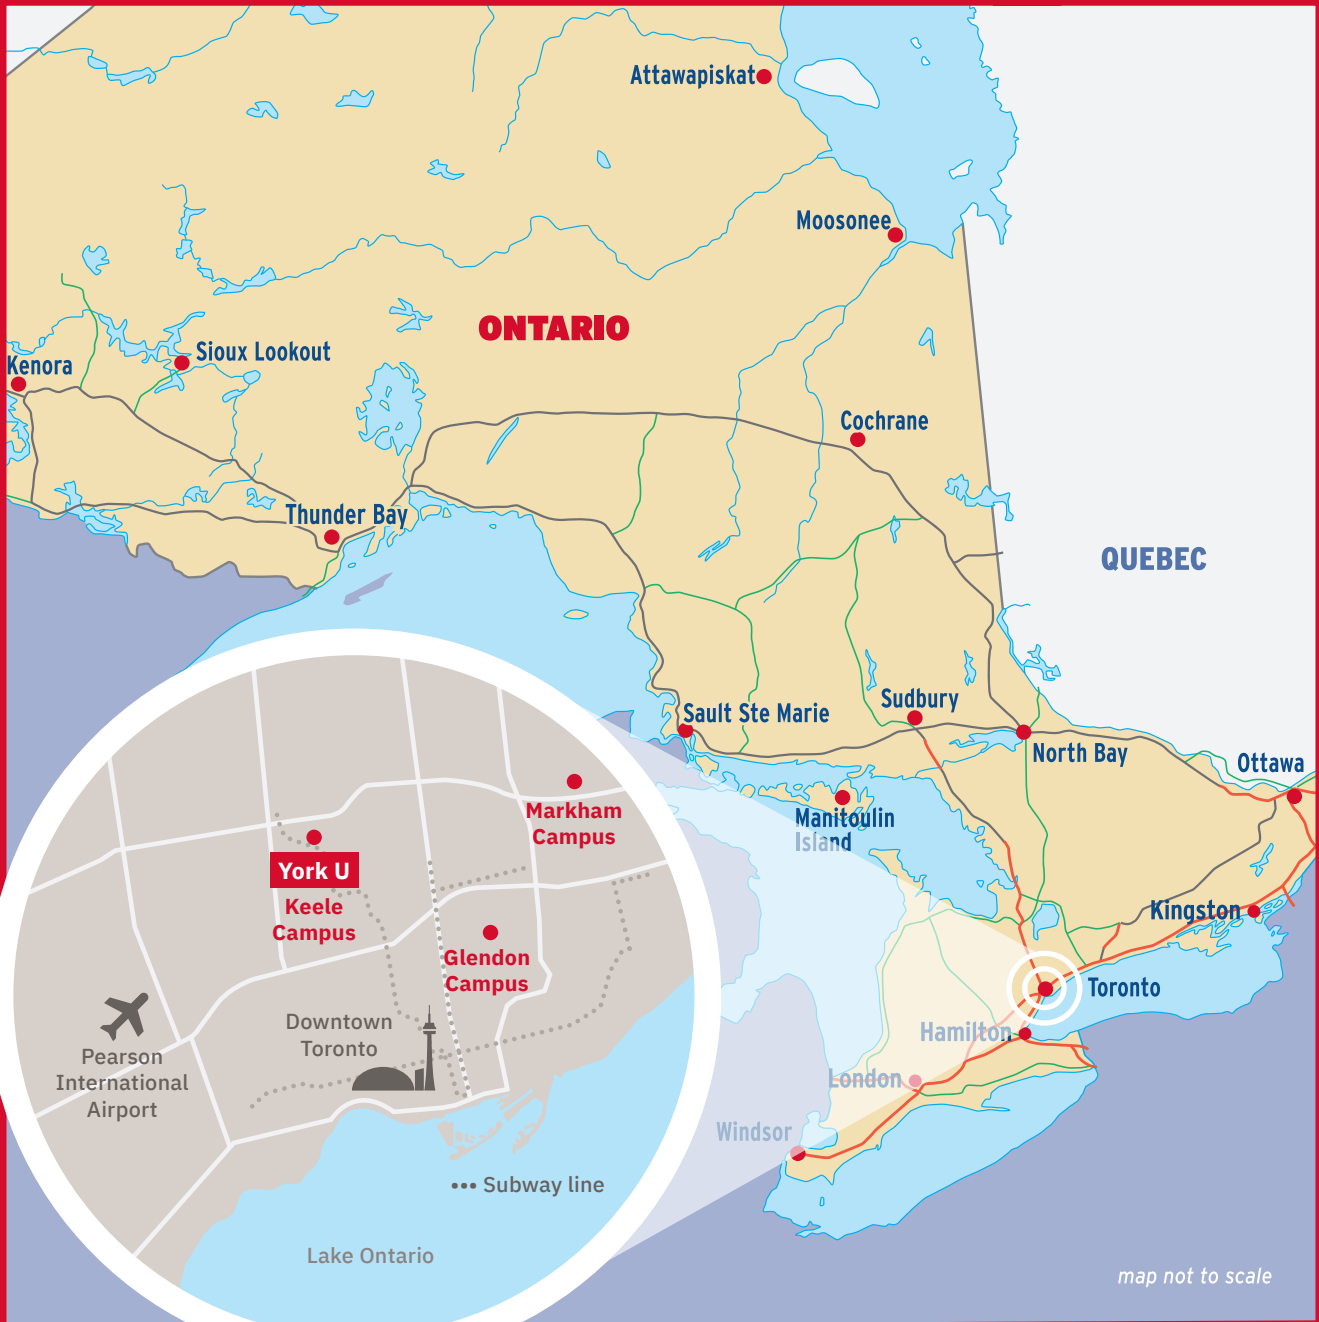 Attawapiskat
Moosonee
ONTARIO
Sioux Lookout
Kenora
Cochrane
Thunder Bay
QUEBEC
Sault Ste Marie
Sudbury
North Bay
Ottawa
Manitoulin
Island
Kingston
Toronto
Hamilton
London
Windsor
Markham
Campus
York U
Keele
Campus
Glendon
Campus
Downtown
Toronto
Pearson
International
Airport
Subway line
Lake Ontario
map not to scale